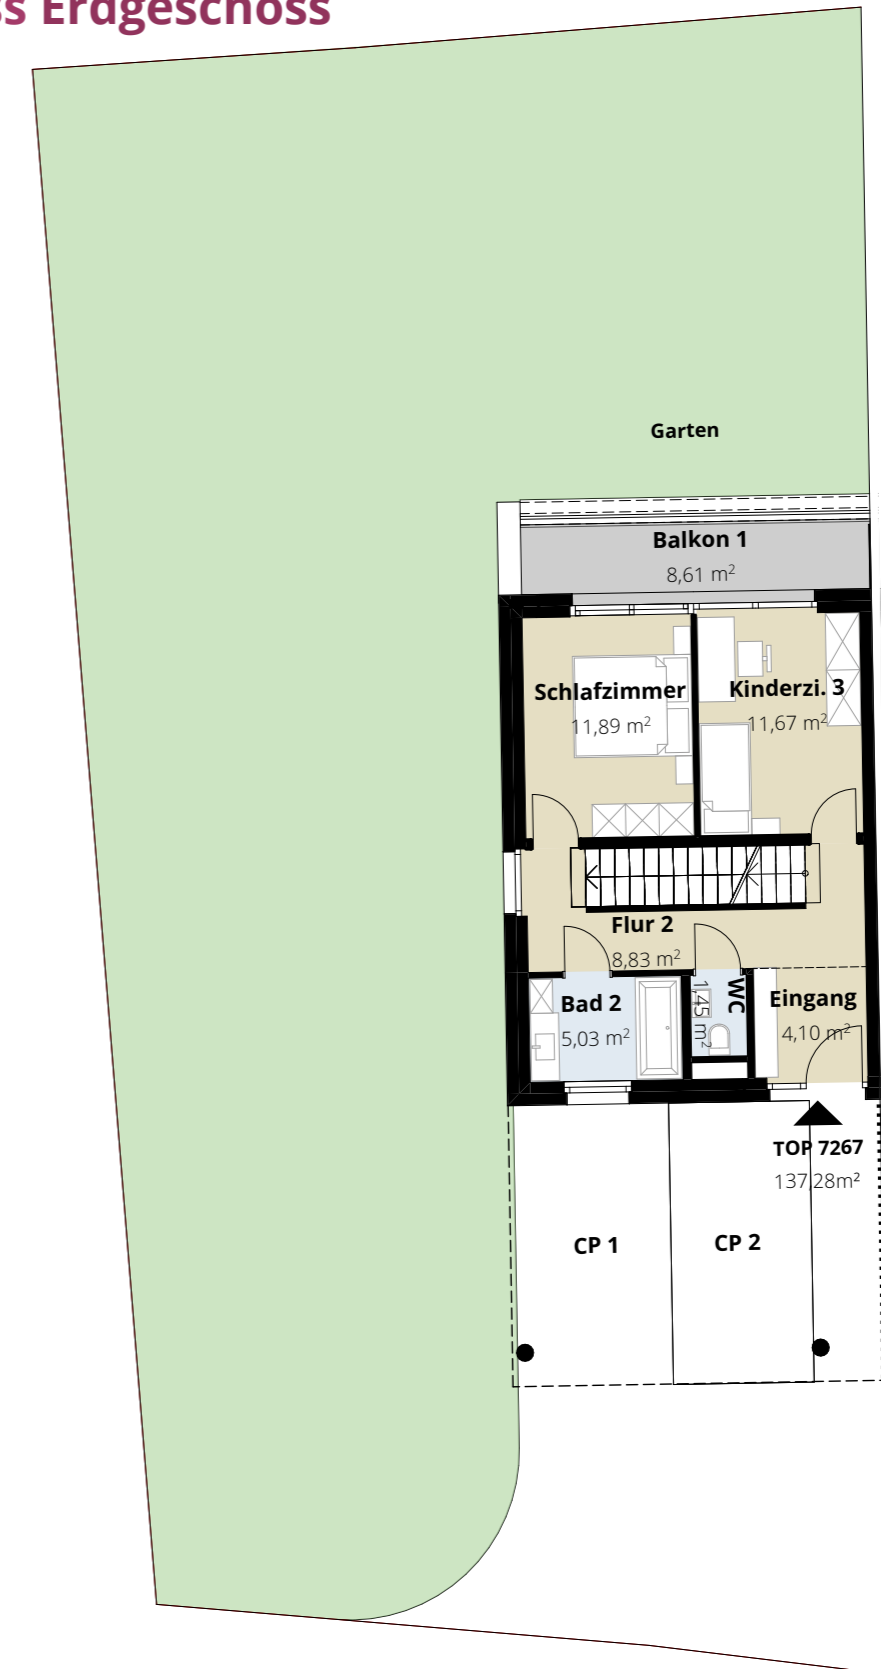 s Erdgeschoss
Garten
Balkon 1
8,61 m²
Schlafzimmer
11,89 m²
Kinderzi. 3
11,67 m²
Flur 2
8,83 m²
Bad 2
5,03 m²
WC
1,45 m²
Eingang
4,10 m²
TOP 7267
137,28m²
CP 1
CP 2